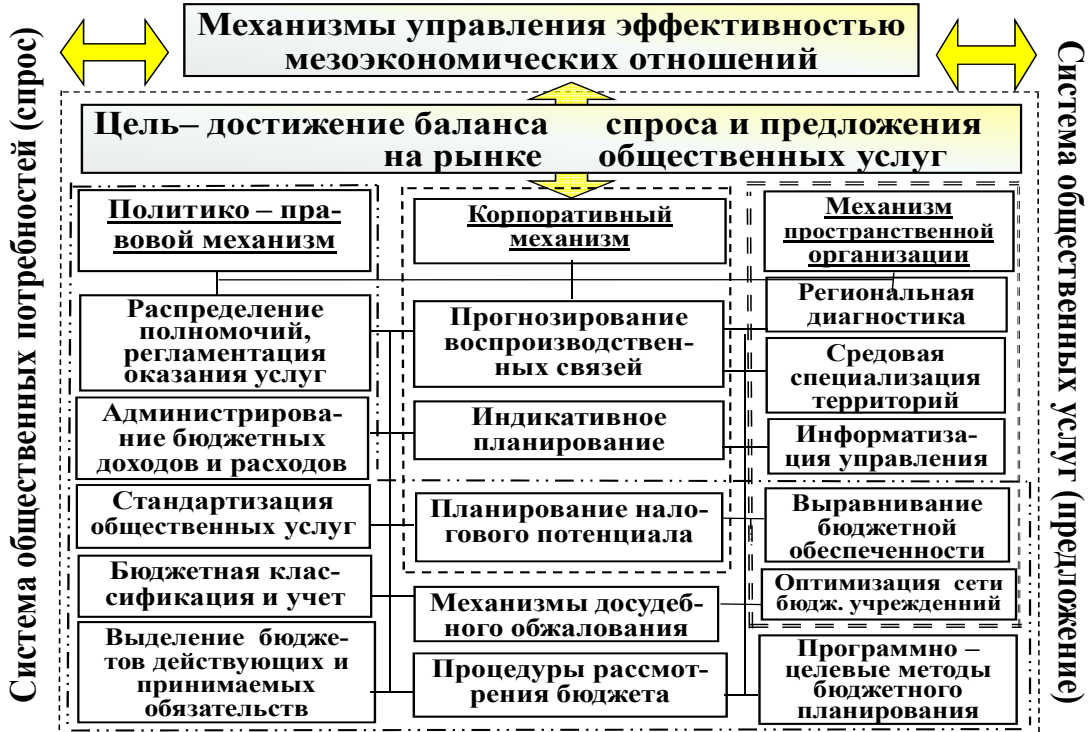 Механизмы управления эффективностью
мезоэкономических отношений
Система общественных потребностей (спрос)
Система общественных услуг (предложение)
Цель– достижение баланса спроса и предложения
на рынке общественных услуг
Политико – пра-
вовой механизм
Распределение
полномочий,
регламентация
оказания услуг
Администрирова-
ние бюджетных
доходов и расходов
Стандартизация
общественных услуг
Бюджетная клас-
сификация и учет
Выделение бюдже-
тов действующих и
принимаемых
обязательств
Корпоративный
механизм
Прогнозирование
воспроизводствен-
ных связей
Индикативное
планирование
Планирование нало-
гового потенциала
Механизмы досудеб-
ного обжалования
Процедуры рассмот-
рения бюджета
Механизм
пространственной
организации
Региональная
диагностика
Средовая
специализация
территорий
Информатиза-
ция управления
Выравнивание
бюджетной
обеспеченности
Оптимизация сети
бюдж. учрежденний
Программно –
целевые методы
бюджетного
планирования